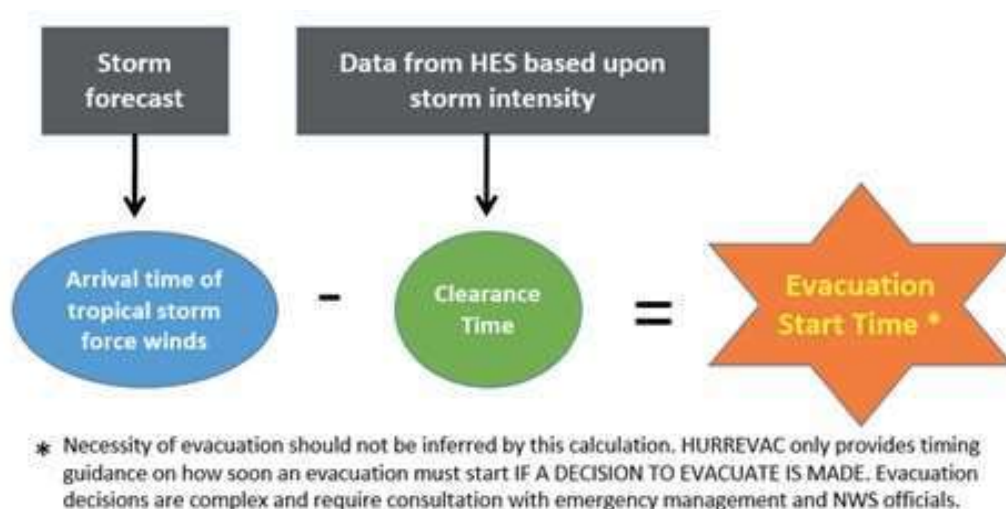 Storm
forecast
Data from HES based upon
storm intensity
Arrival time of
tropical storm
force winds
-
Clearance
Time
=
Evacuation
Start Time *
* Necessity of evacuation should not be inferred by this calculation. HURREVAC only provides timing
guidance on how soon an evacuation must start IF A DECISION TO EVACUATE IS MADE. Evacuation
decisions are complex and require consultation with emergency management and NWS officials.